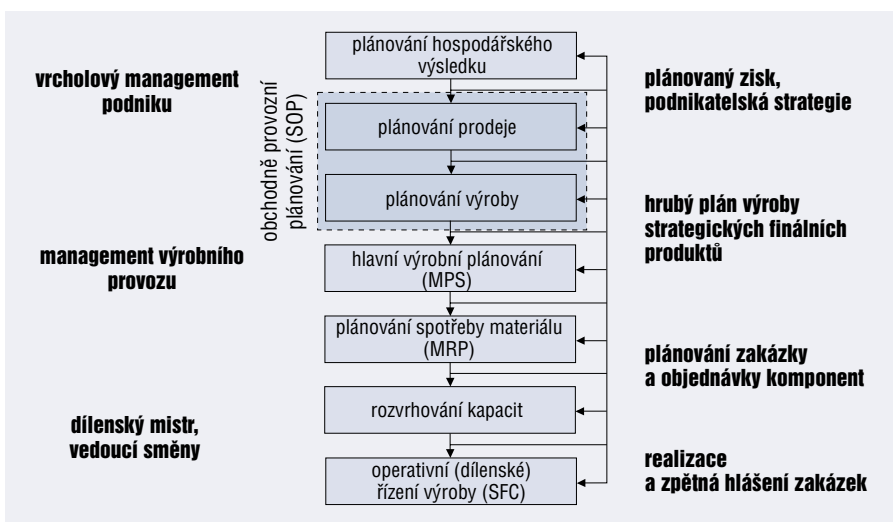 plánování hospodářského
výsledku
vrcholový management
podniku
plánovaný zisk,
podnikatelská strategie
obchodně provozní
plánování (SOP)
plánování prodeje
plánování výroby
hrubý plán výroby
strategických finálních
produktů
management výrobního
provozu
hlavní výrobní plánování
(MPS)
plánování spotřeby materiálu
(MRP)
plánování zakázky
a objednávky komponent
rozvrhování kapacit
dílenský mistr,
vedoucí směny
operativní (dílenské)
řízení výroby (SFC)
realizace
a zpětná hlášení zakázek